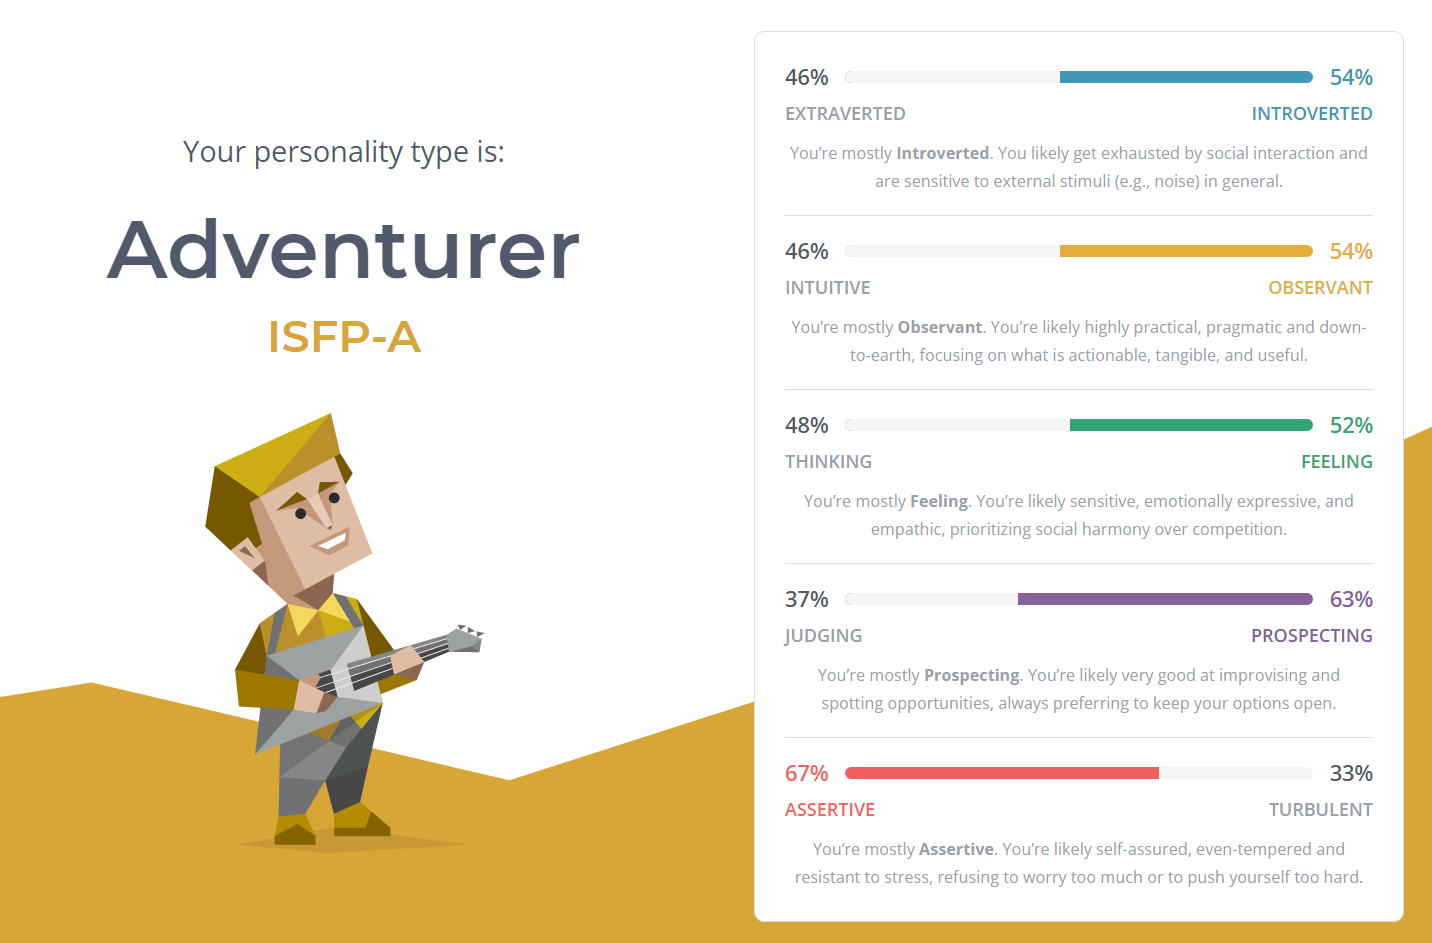 Your personality type is:
Adventurer
ISFP-A
46% 54%
EXTRAVERTED INTROVERTED
You’re mostly Introverted. You likely get exhausted by social interaction and
are sensitive to external stimuli (e.g., noise) in general.
46% 54%
INTUITIVE OBSERVANT
You’re mostly Observant. You’re likely highly practical, pragmatic and down-
to-earth, focusing on what is actionable, tangible, and useful.
48% 52%
THINKING FEELING
You’re mostly Feeling. You’re likely sensitive, emotionally expressive, and
empathic, prioritizing social harmony over competition.
37% 63%
JUDGING PROSPECTING
You’re mostly Prospecting. You’re likely very good at improvising and
spotting opportunities, always preferring to keep your options open.
67% 33%
ASSERTIVE TURBULENT
You’re mostly Assertive. You’re likely self-assured, even-tempered and
resistant to stress, refusing to worry too much or to push yourself too hard.